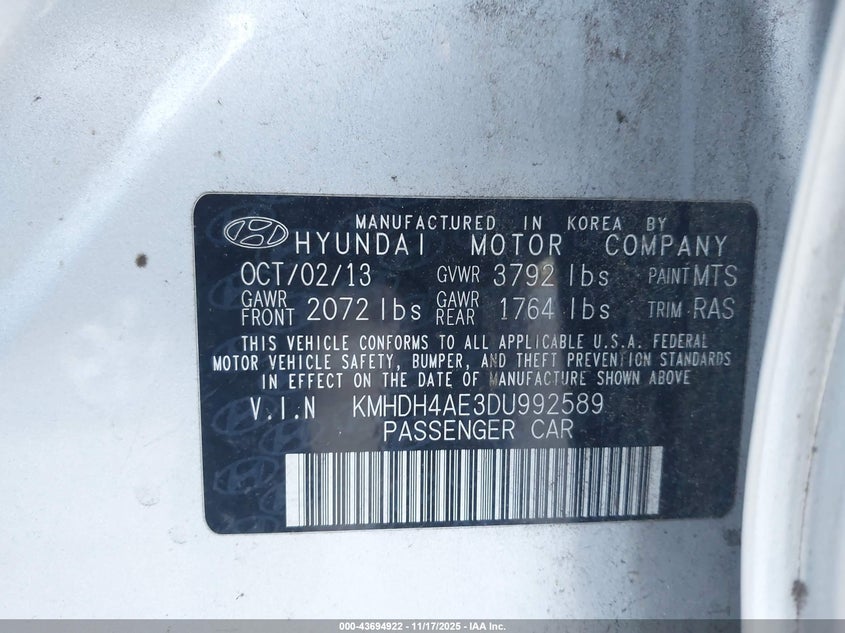 MANUFACTURED IN KOREA BY
HYUNDAI MOTOR COMPANY
OCT/02/13 GVWR 3792 lbs PAINT MTS
GAWR FRONT 2072 lbs GAWR REAR 1764 lbs TRIM RAS
THIS VEHICLE CONFORMS TO ALL APPLICABLE U.S.A. FEDERAL
MOTOR VEHICLE SAFETY, BUMPER, AND THEFT PREVENTION STANDARDS
IN EFFECT ON THE DATE OF MANUFACTURE SHOWN ABOVE
V.I.N KMHDH4AE3DU992589
PASSENGER CAR
000-43694922 - 11/17/2025 - IAA Inc.